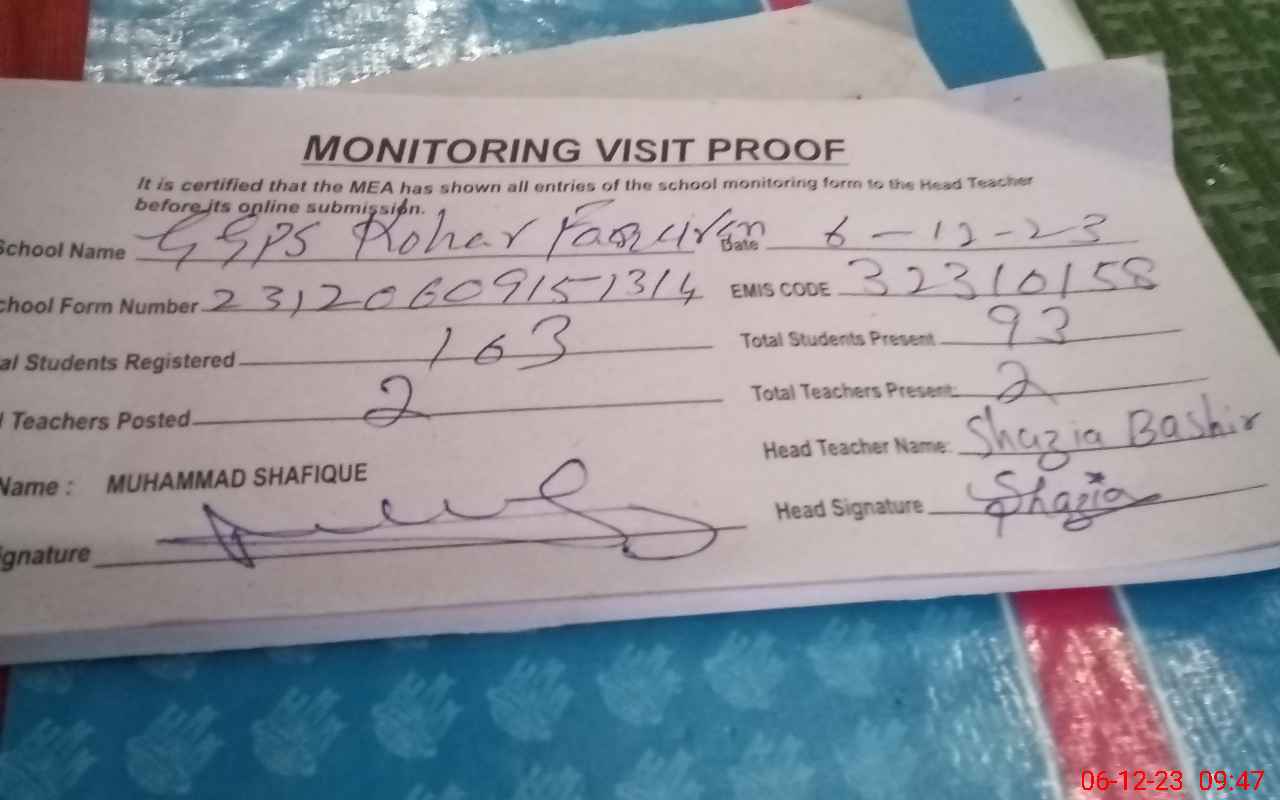 MONITORING VISIT PROOF
It is certified that the MEA has shown all entries of the school monitoring form to the Head Teacher
before its online submission.
School Name GGPS Kohar Date 6-12-23
chool Form Number 2312060915-1314 EMIS CODE 32310158
al Students Registered 163 Total Students Present 93
l Teachers Posted 2 Total Teachers Present: 2
Head Teacher Name: Shazia Bashir
Name : MUHAMMAD SHAFIQUE
Head Signature Shazia
ignature
06-12-23 09:47